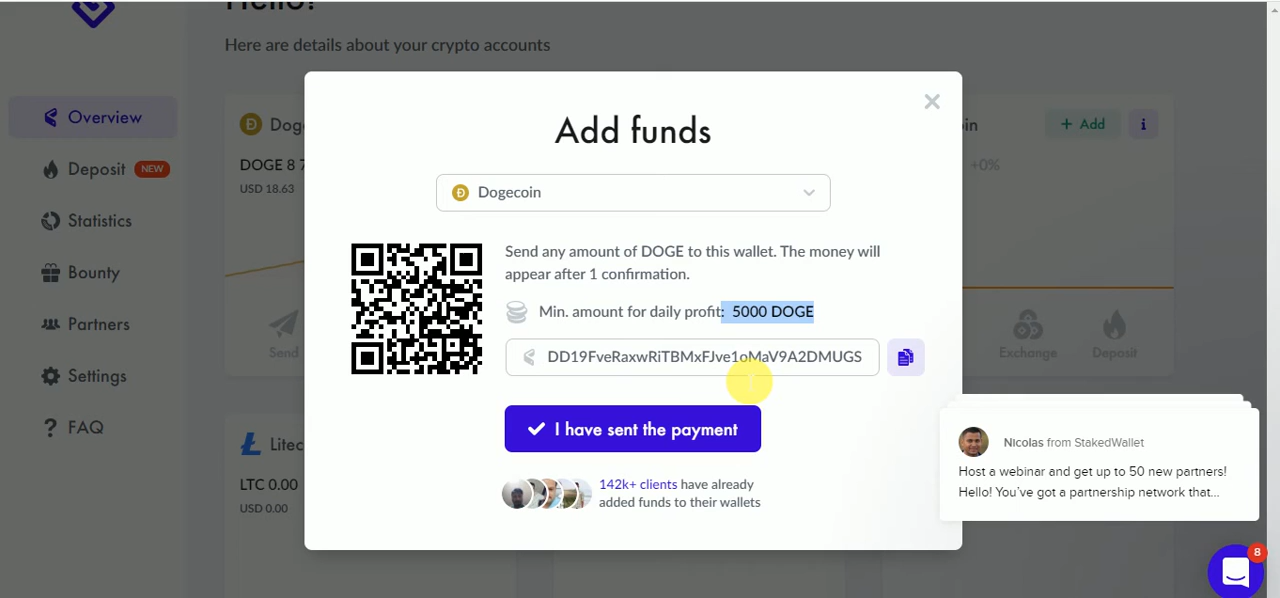 Hello!
Here are details about your crypto accounts
Overview
Deposit NEW
Statistics
Bounty
Partners
Settings
FAQ
DOGE 8
USD 18.63
Send
LTC 0.00
USD 0.00
Add funds
Dogecoin
Send any amount of DOGE to this wallet. The money will
appear after 1 confirmation.
Min. amount for daily profit: 5000 DOGE
DD19FveRaxwRiTBMxFJve1oMaV9A2DMUGS
I have sent the payment
142k+ clients have already
added funds to their wallets
+ Add i
+0%
Exchange Deposit
Nicolas from StakedWallet
Host a webinar and get up to 50 new partners!
Hello! You've got a partnership network that...
8